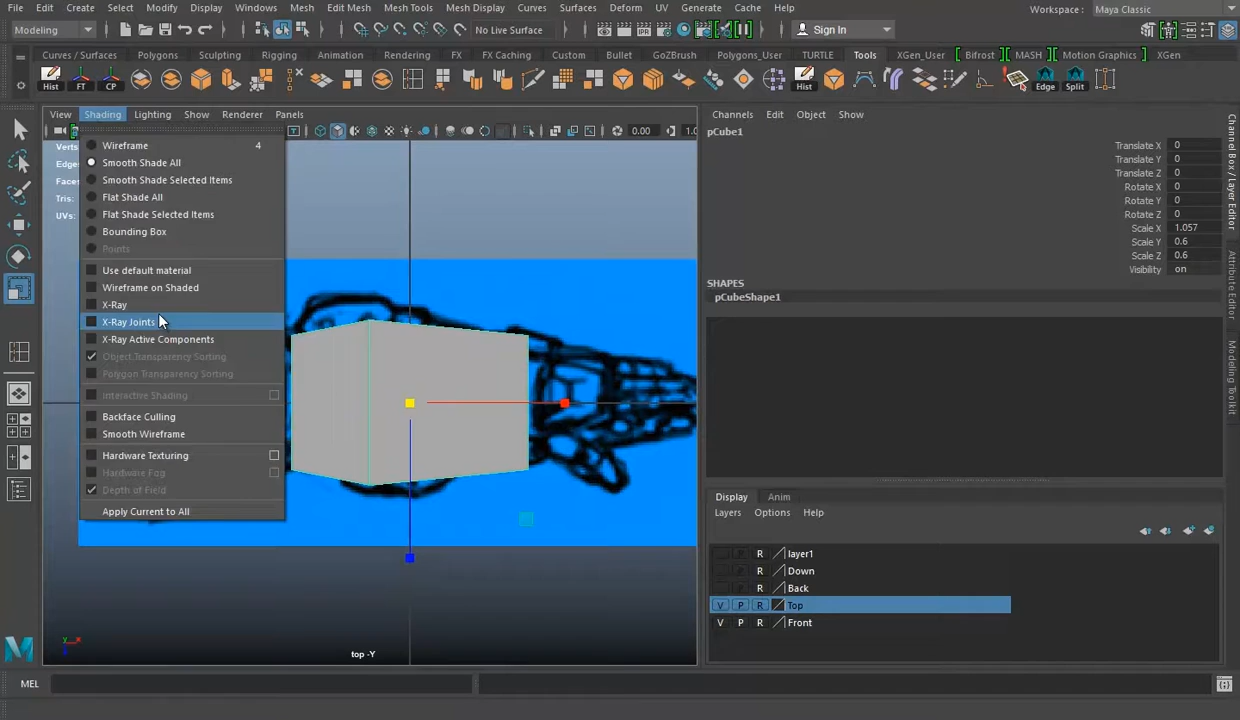 File Edit Create Select Modify Display Windows Mesh Edit Mesh Mesh Tools Mesh Display Curves Surfaces Deform UV Generate Cache Help Workspace : Maya Classic
Modeling No Live Surface Sign In
Curves / Surfaces Polygons Sculpting Rigging Animation Rendering FX FX Caching Custom Bullet GoZBrush Polygons_User TURTLE Tools XGen_User Bifrost MASH Motion Graphics XGen
Hist FT CP Hist Edge Split
View Shading Lighting Show Renderer Panels
0.00 1.0
Verts
Edges
Faces
Tris:
UVs:
Wireframe 4
Smooth Shade All
Smooth Shade Selected Items
Flat Shade All
Flat Shade Selected Items
Bounding Box
Points
Use default material
Wireframe on Shaded
X-Ray
X-Ray Joints
X-Ray Active Components
Object Transparency Sorting
Polygon Transparency Sorting
Interactive Shading
Backface Culling
Smooth Wireframe
Hardware Texturing
Hardware Fog
Depth of Field
Apply Current to All
top -Y
Channels Edit Object Show
pCube1
Translate X 0
Translate Y 0
Translate Z 0
Rotate X 0
Rotate Y 0
Rotate Z 0
Scale X 1.057
Scale Y 0.6
Scale Z 0.6
Visibility on
SHAPES
pCubeShape1
Display Anim
Layers Options Help
R layer1
R Down
R Back
V P R Top
V P R Front
Channel Box / Layer Editor
Attribute Editor
Modeling Toolkit
MEL